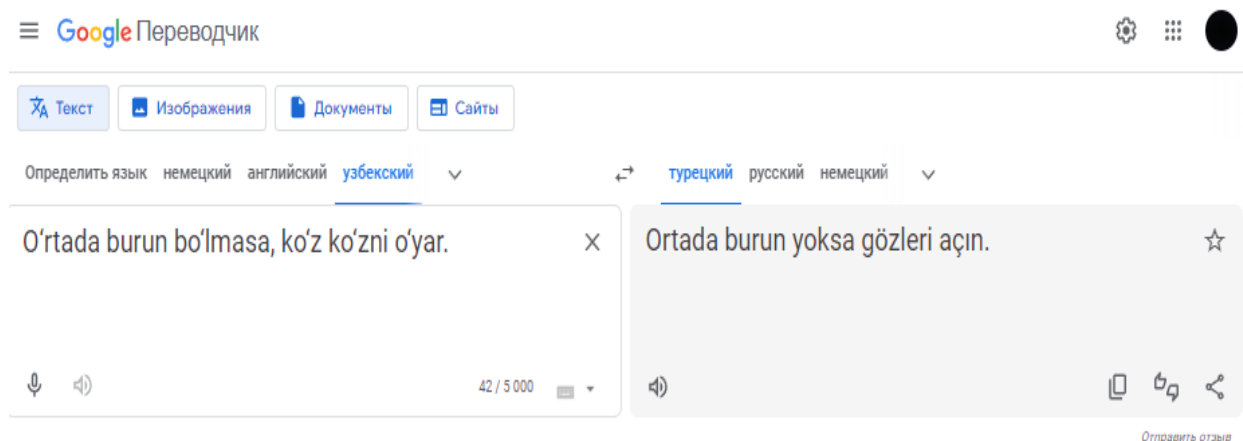 Google Переводчик
Текст Изображения Документы Сайты
Определить язык немецкий английский узбекский турецкий русский немецкий
Oʻrtada burun boʻlmasa, koʻz koʻzni oʻyar. Ortada burun yoksa gözleri açın.
42 / 5 000
Отправить отзыв